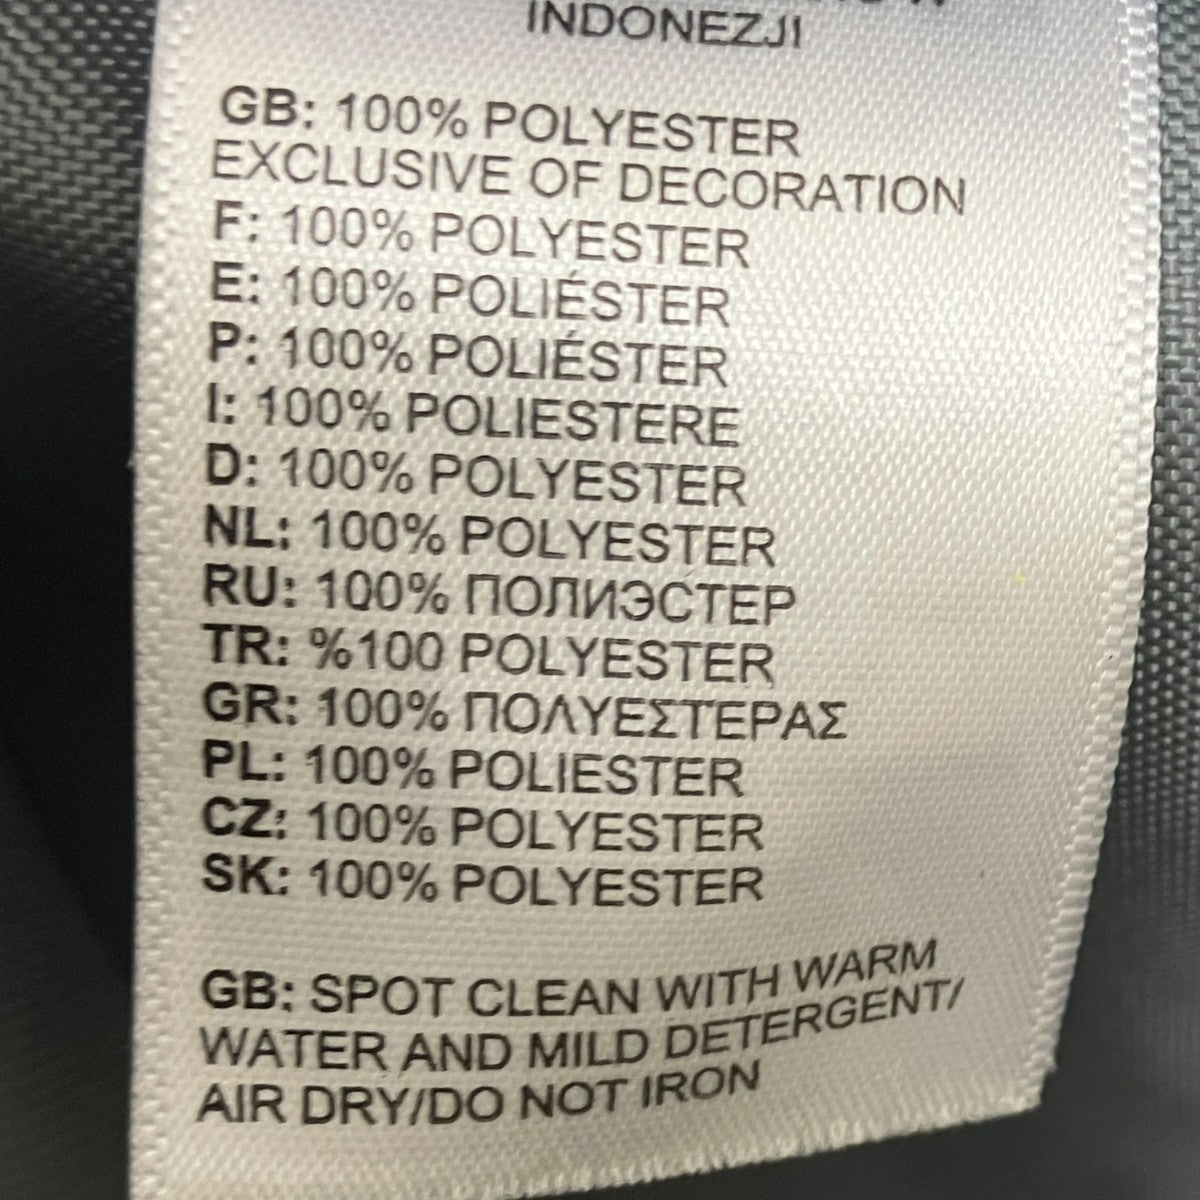 INDONEZJI
GB: 100% POLYESTER
EXCLUSIVE OF DECORATION
F: 100% POLYESTER
E: 100% POLIÉSTER
P: 100% POLIÉSTER
I: 100% POLIESTERE
D: 100% POLYESTER
NL: 100% POLYESTER
RU: 100% ПОЛИЭСТЕР
TR: %100 POLYESTER
GR: 100% ΠΟΛΥΕΣΤΕΡΑΣ
PL: 100% POLIESTER
CZ: 100% POLYESTER
SK: 100% POLYESTER
GB: SPOT CLEAN WITH WARM
WATER AND MILD DETERGENT/
AIR DRY/DO NOT IRON